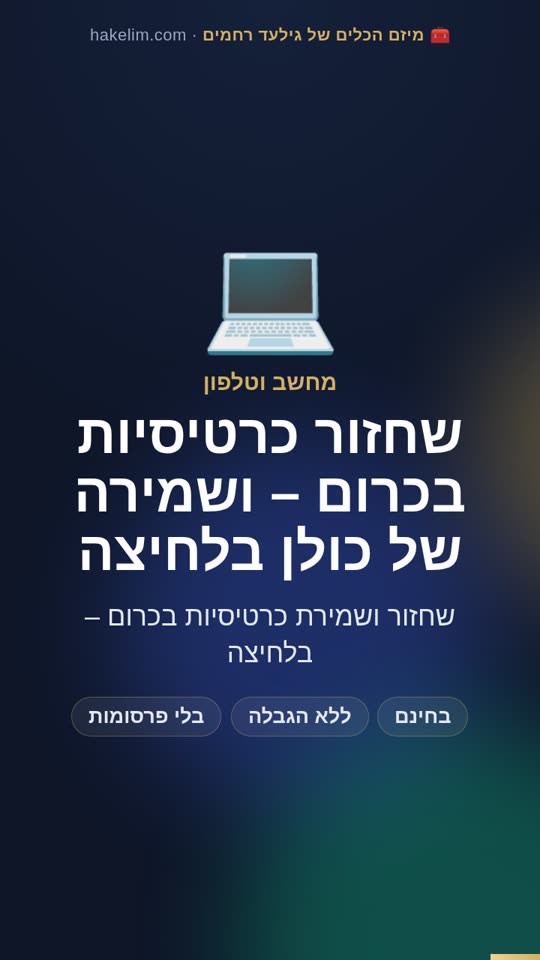 🧰 מיזם הכלים של גילעד רחמים · hakelim.com
מחשב וטלפון
שחזור כרטיסיות
בכרום – ושמירה
של כולן בלחיצה
שחזור ושמירת כרטיסיות בכרום –
בלחיצה
בחינם
ללא הגבלה
בלי פרסומות